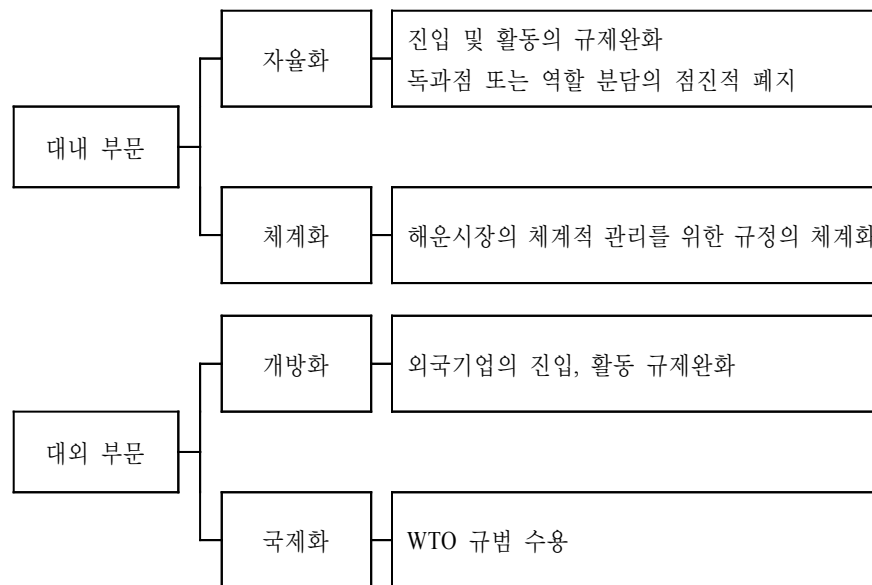 대내 부문
자율화
진입 및 활동의 규제완화
독과점 또는 역할 분담의 점진적 폐지
체계화
해운시장의 체계적 관리를 위한 규정의 체계화
대외 부문
개방화
외국기업의 진입, 활동 규제완화
국제화
WTO 규범 수용